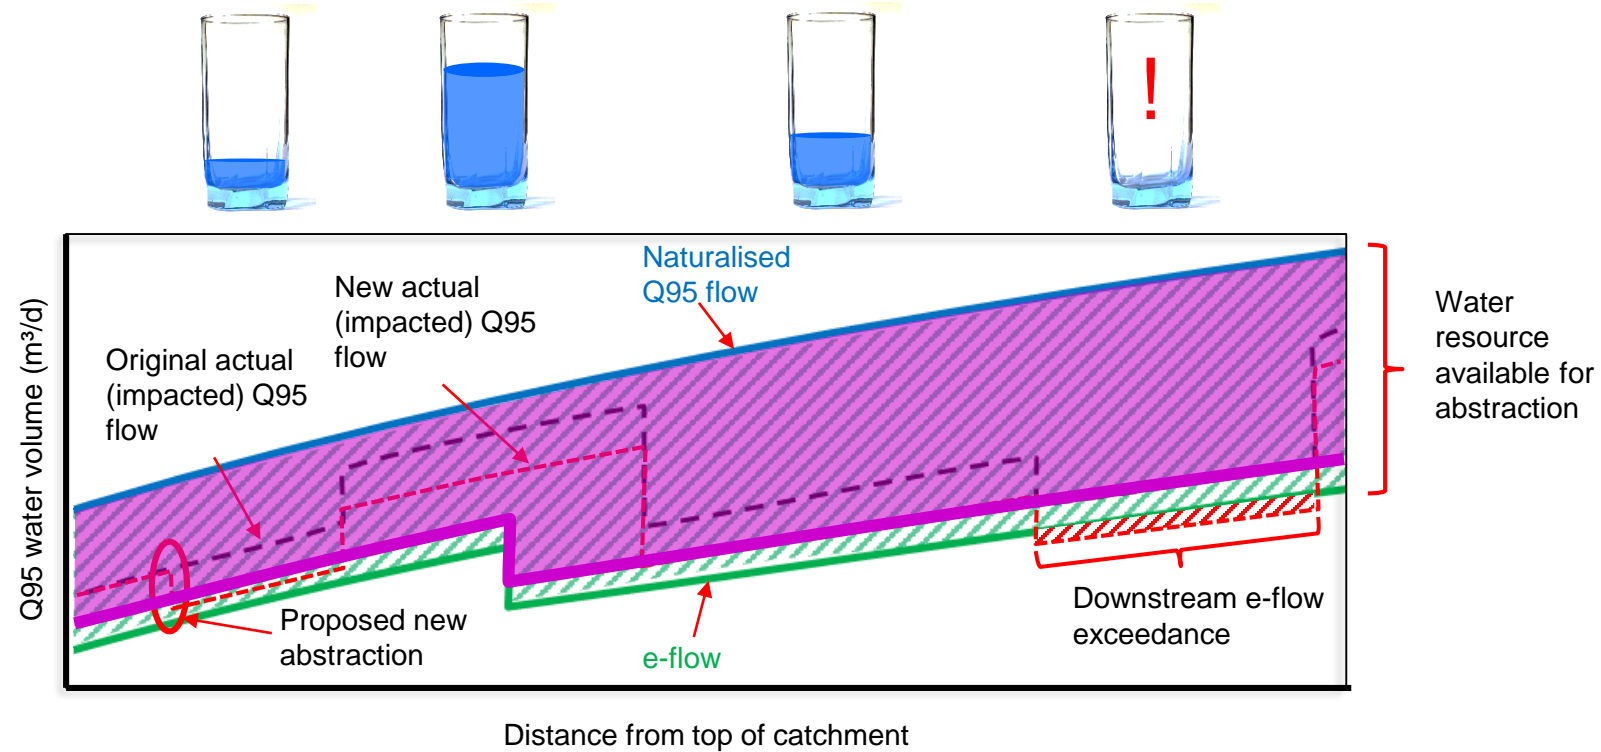 !
Naturalised
Q95 flow
New actual
(impacted) Q95
flow
Original actual
(impacted) Q95
flow
Water
resource
available for
abstraction
Q95 water volume (m³/d)
Proposed new
abstraction
e-flow
Downstream e-flow
exceedance
Distance from top of catchment